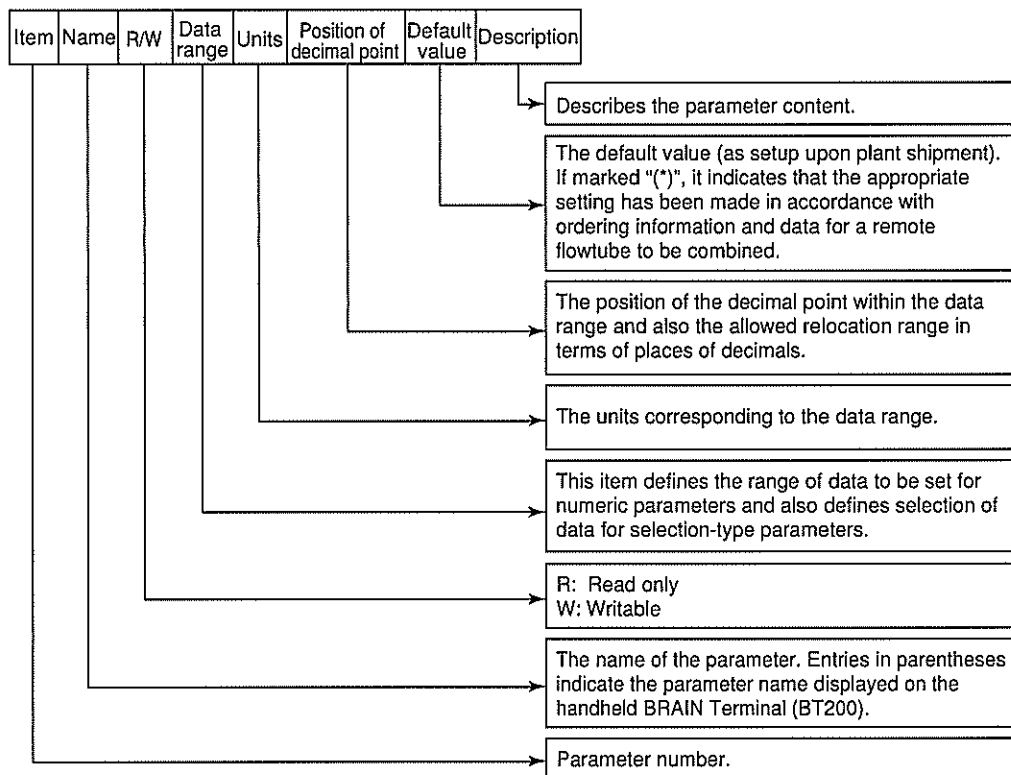 Item Name R/W Data range Units Position of decimal point Default value Description
Describes the parameter content.
The default value (as setup upon plant shipment).
If marked “(*)”, it indicates that the appropriate
setting has been made in accordance with
ordering information and data for a remote
flowtube to be combined.
The position of the decimal point within the data
range and also the allowed relocation range in
terms of places of decimals.
The units corresponding to the data range.
This item defines the range of data to be set for
numeric parameters and also defines selection of
data for selection-type parameters.
R: Read only
W: Writable
The name of the parameter. Entries in parentheses
indicate the parameter name displayed on the
handheld BRAIN Terminal (BT200).
Parameter number.